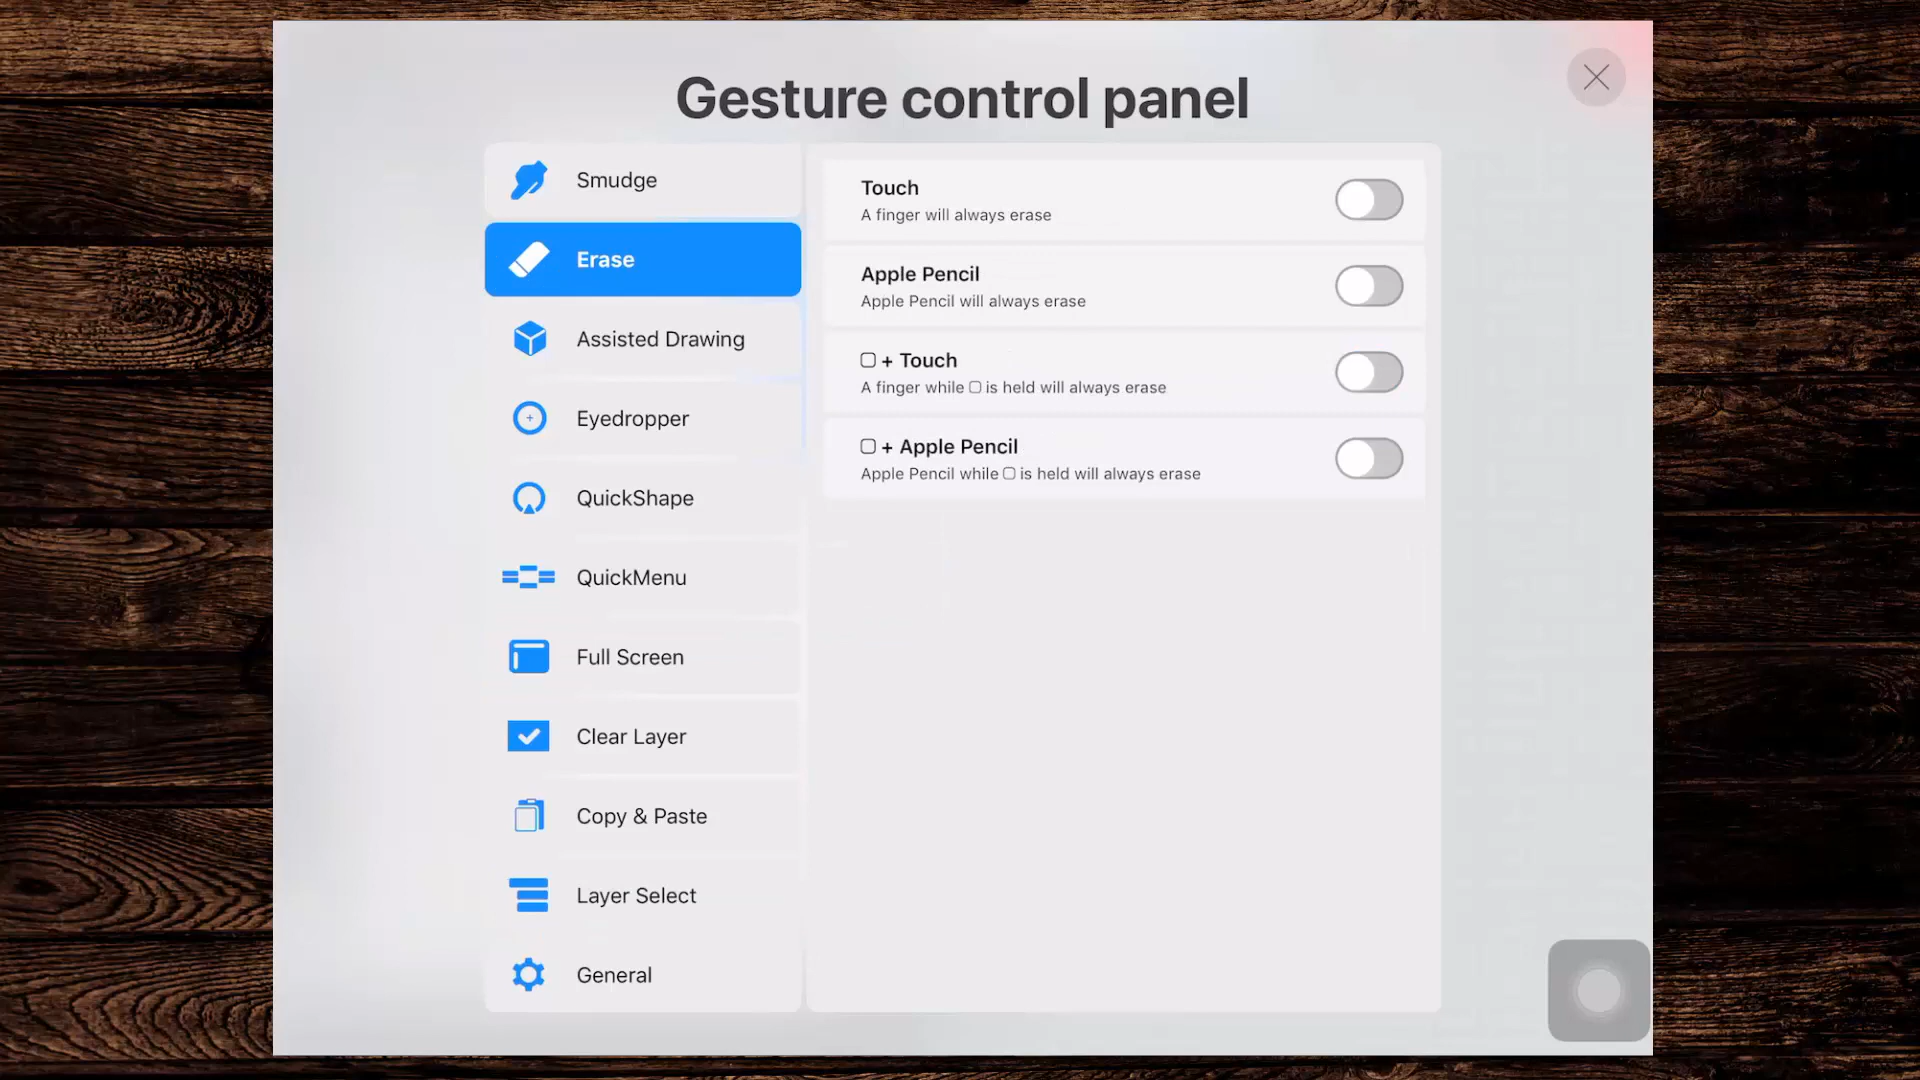 Gesture control panel
Smudge
Erase
Assisted Drawing
Eyedropper
QuickShape
QuickMenu
Full Screen
Clear Layer
Copy & Paste
Layer Select
General
Touch
A finger will always erase
Apple Pencil
Apple Pencil will always erase
▢ + Touch
A finger while ▢ is held will always erase
▢ + Apple Pencil
Apple Pencil while ▢ is held will always erase